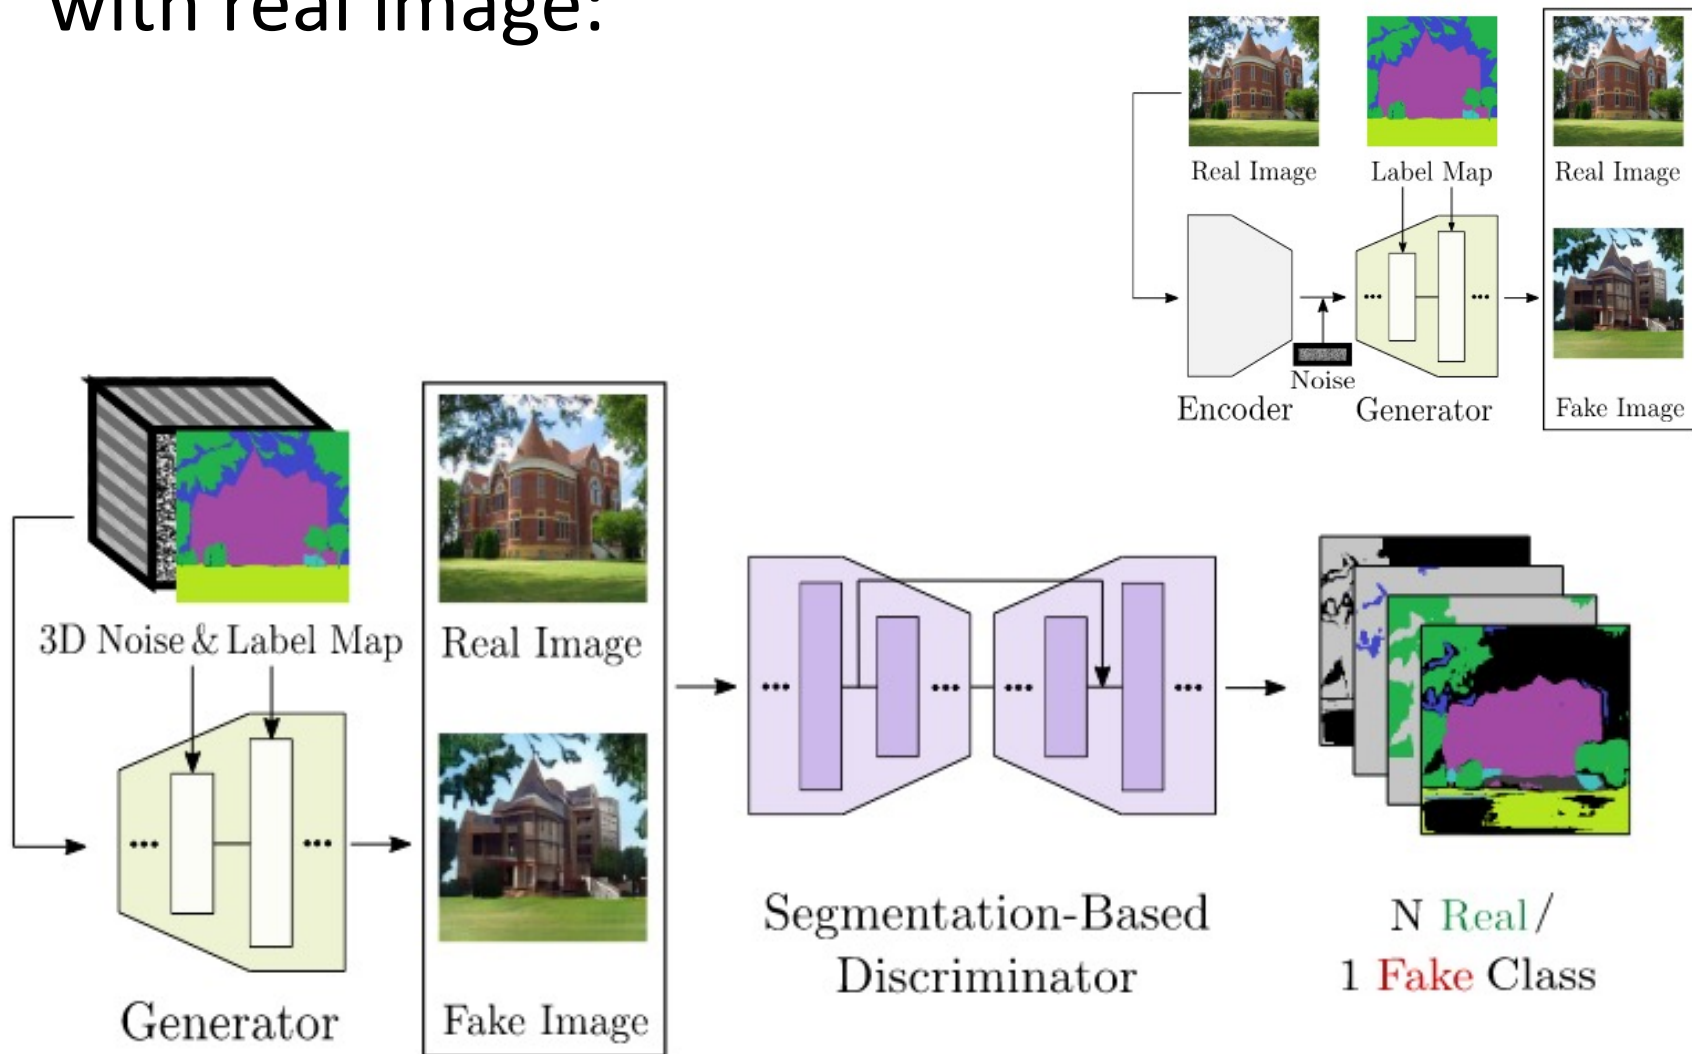 with real image:
Real Image
Label Map
Real Image
Noise
Encoder
Generator
Fake Image
3D Noise & Label Map
Real Image
Generator
Fake Image
Segmentation-Based
Discriminator
N Real/
1 Fake Class